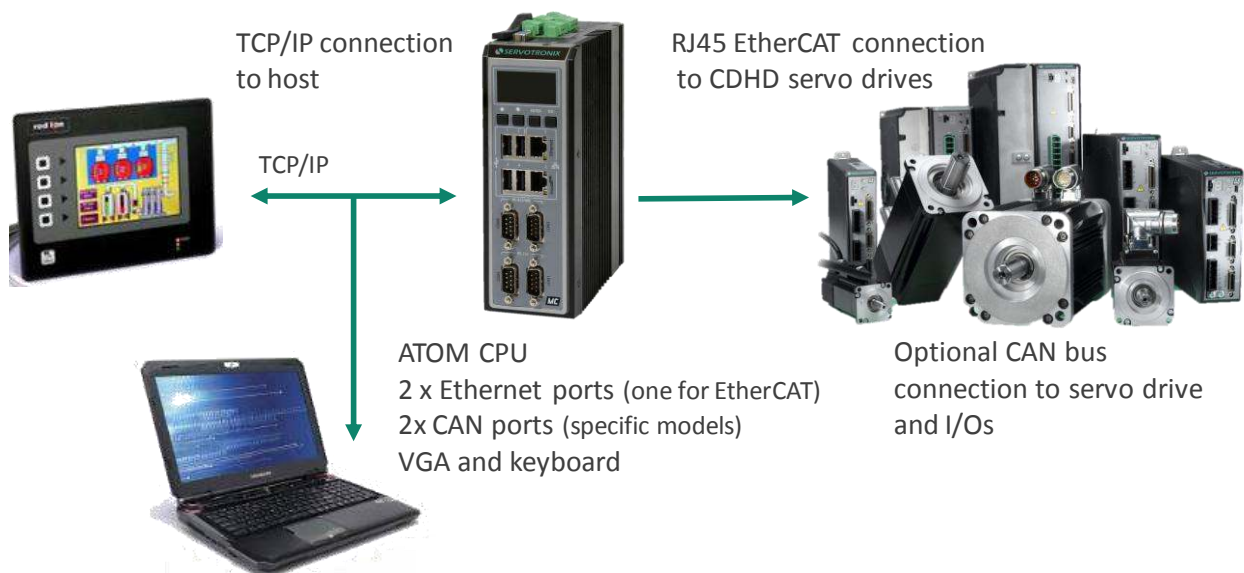 TCP/IP connection
to host
SERVOTRONIX
RJ45 EtherCAT connection
to CDHD servo drives
red lion
TCP/IP
MC
ATOM CPU
2 x Ethernet ports (one for EtherCAT)
2x CAN ports (specific models)
VGA and keyboard
Optional CAN bus
connection to servo drive
and I/Os